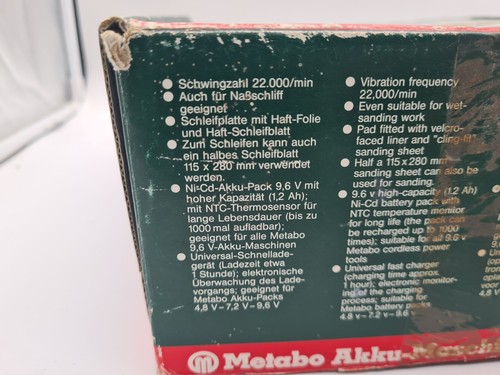 Schwingzahl 22.000/min
Auch für Naßschliff
geeignet
Schleifplatte mit Haft-Folie
und Haft-Schleifblatt
Zum Schleifen kann auch
ein halbes Schleifblatt
115 x 280 mm verwendet
werden.
Ni-Cd-Akku-Pack 9,6 V mit
hoher Kapazität (1,2 Ah);
mit NTC-Thermosensor für
lange Lebensdauer (bis zu
1000 mal aufladbar);
geeignet für alle Metabo
9,6 V-Akku-Maschinen
Universal-Schnellade-
gerät (Ladezeit etwa
1 Stunde); elektronische
Überwachung des Lade-
vorgangs; geeignet für
Metabo Akku-Packs
4,8 V – 7,2 V – 9,6 V
Vibration frequency
22,000/min
Even suitable for wet-
sanding work
Pad fitted with velcro-
faced liner and "cling-fit"
sanding sheet
Half a 115 x 280 mm
sanding sheet can also be
used for sanding.
9.6 v high-capacity (1,2 Ah)
Ni-Cd battery pack with
NTC temperature monitor
for long life (the pack can
be recharged up to 1000
times); suitable for all 9.6 v
Metabo cordless power
tools
Universal fast charger
(charging time approx.
1 hour); electronic monitor-
ing of the charging
process; suitable for
Metabo battery packs
4.8 v – 7.2 v – 9.6 v
Metabo Akku-